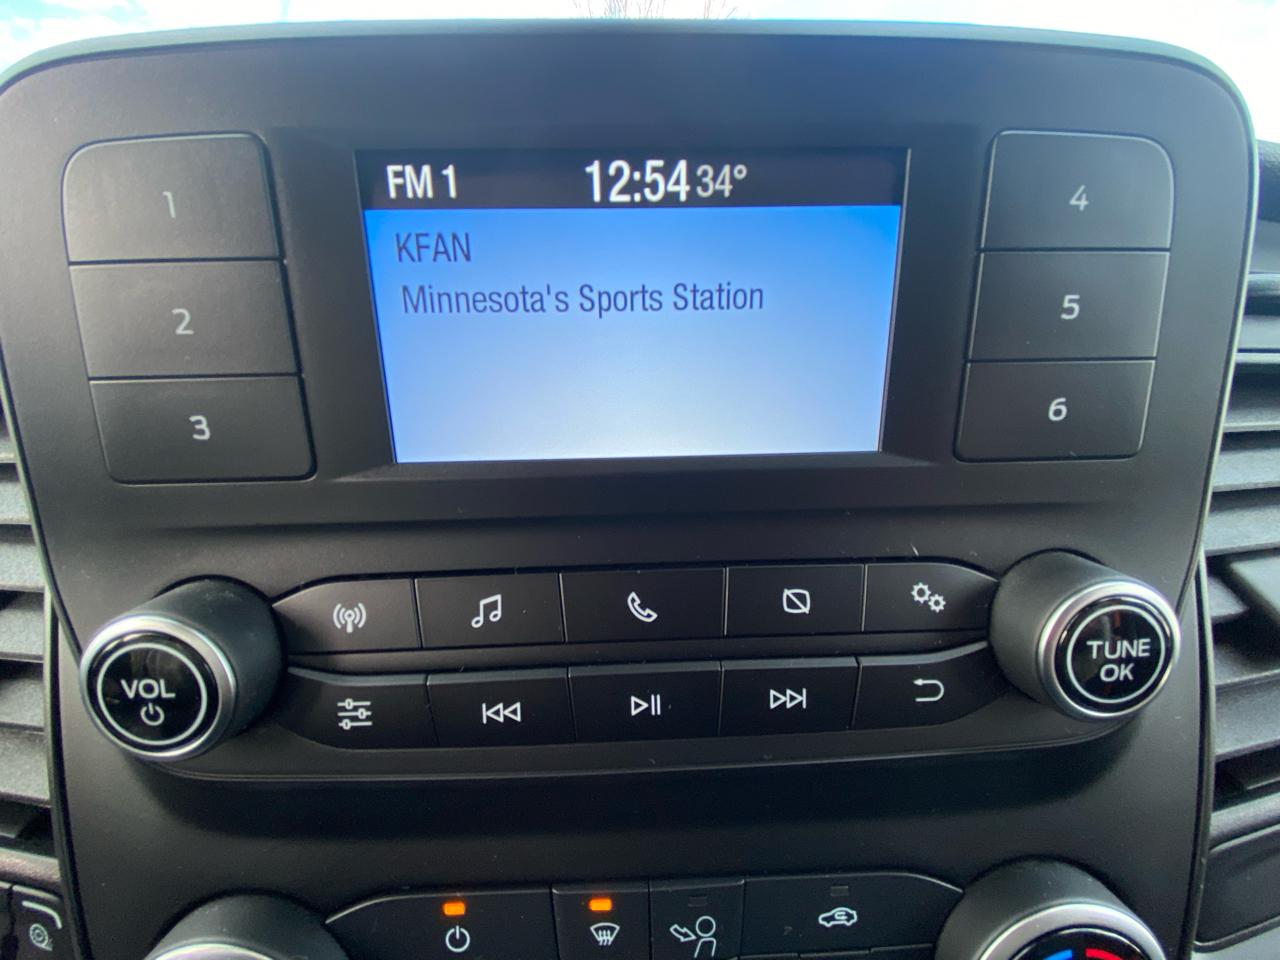 FM 1 12:54 34°
KFAN
Minnesota's Sports Station
1
2
3
4
5
6
VOL
TUNE
OK